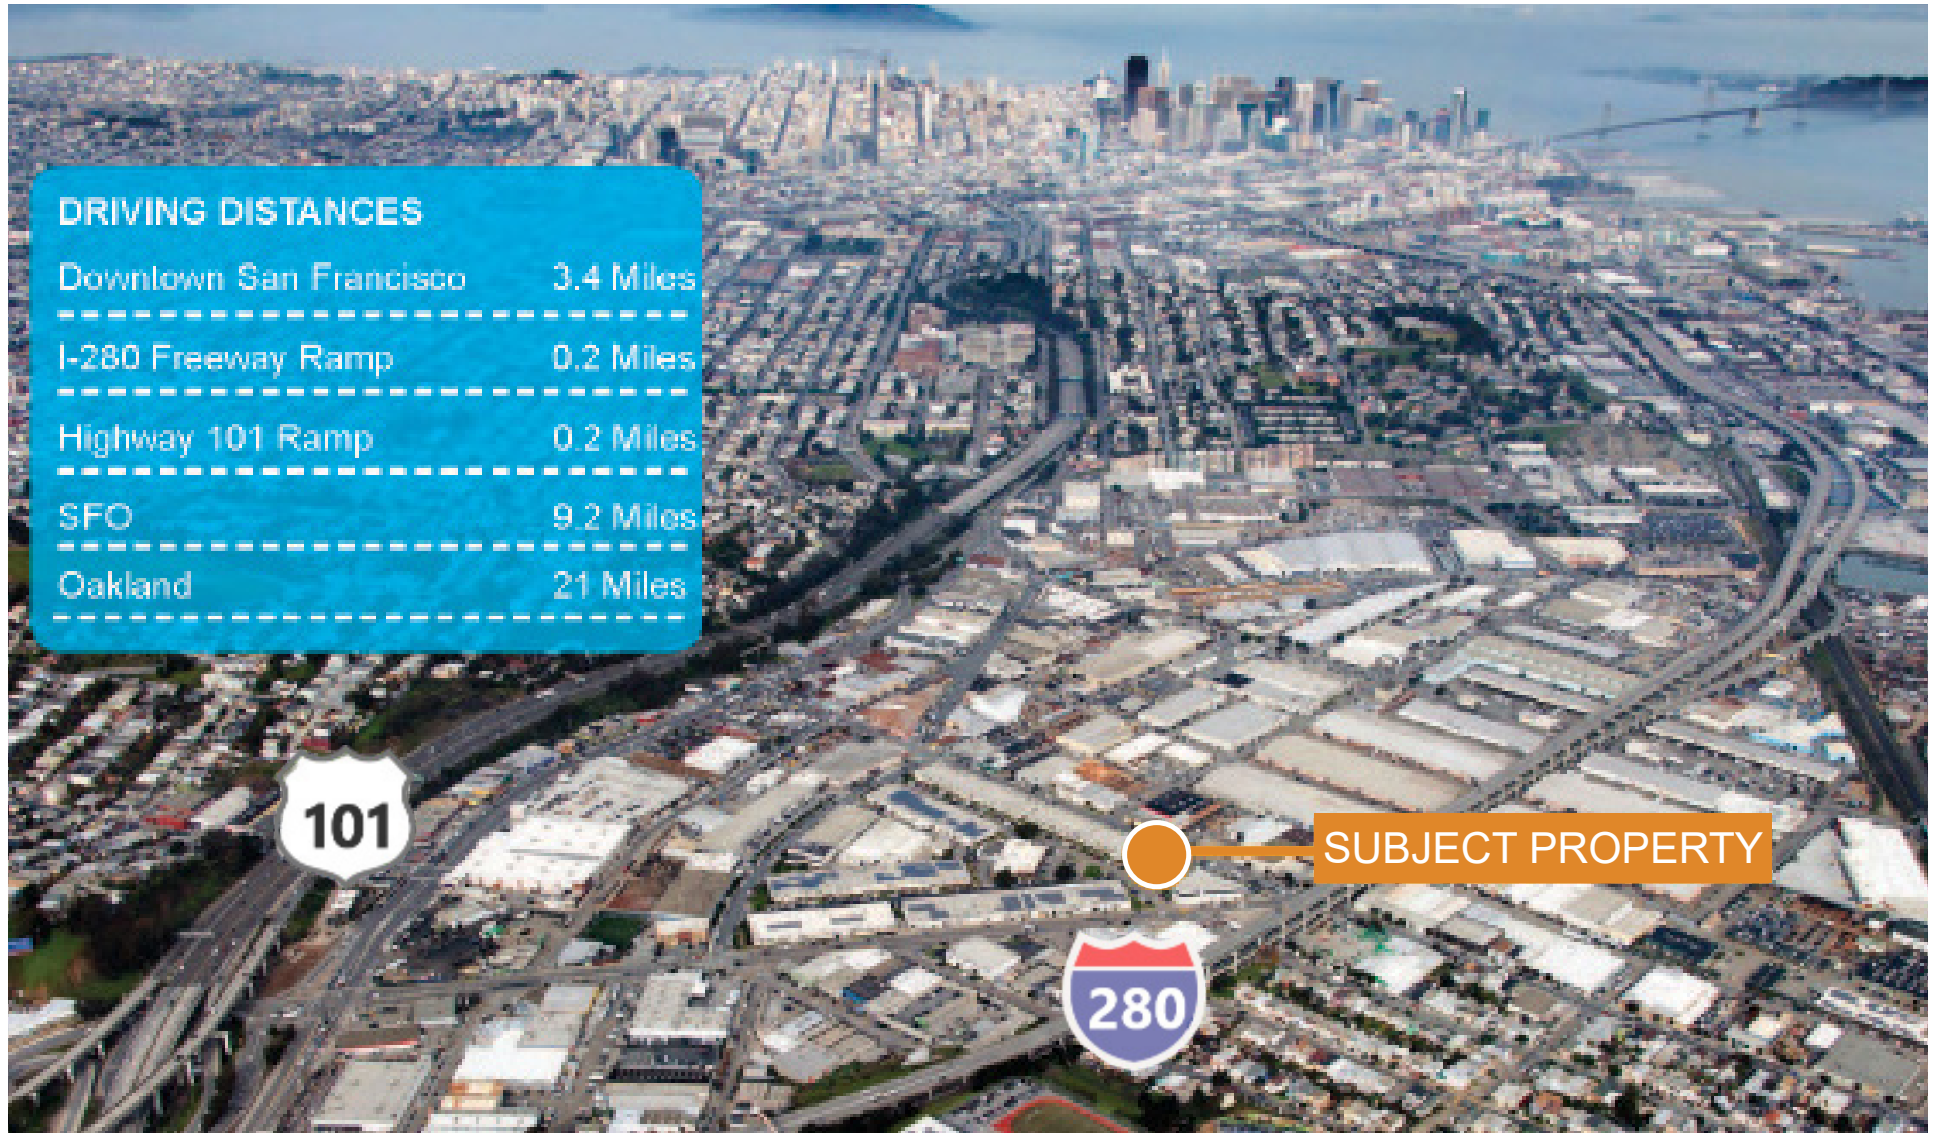 DRIVING DISTANCES
Downtown San Francisco 3.4 Miles
I-280 Freeway Ramp 0.2 Miles
Highway 101 Ramp 0.2 Miles
SFO 9.2 Miles
Oakland 21 Miles
101
SUBJECT PROPERTY
280